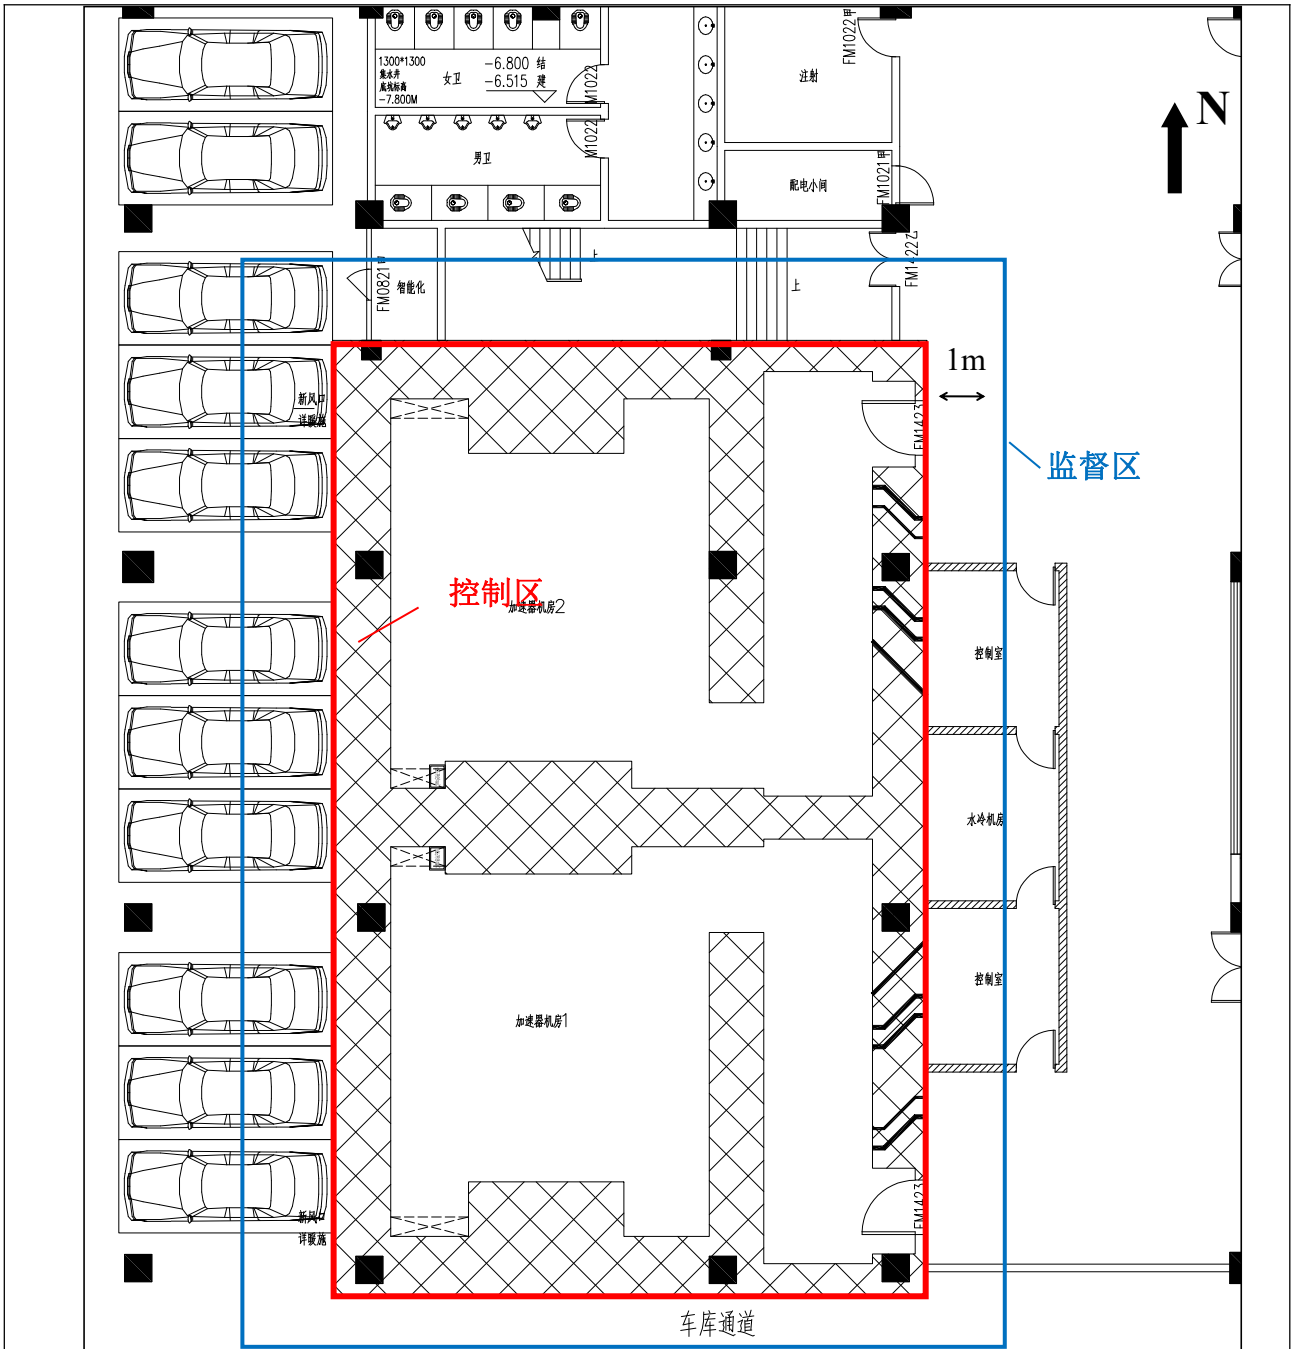 FM1022甲
1300*1300
集水井
底坑标高
-7.800M
女卫
-6.800 结
-6.515 建
M1022
注射
N
男卫
M1022
FM1021甲
配电小间
FM0821甲
智能化
上
上
FM1422乙
1m
新风口
详暖施
FM1423
监督区
控制区
加速器机房2
控制室
水冷机房
控制室
加速器机房1
FM1423
新风口
详暖施
车库通道